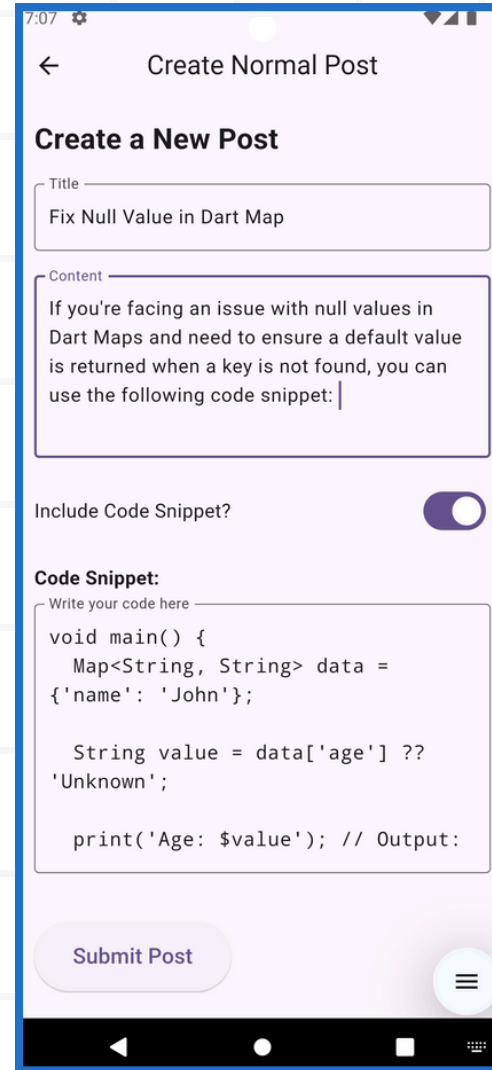 7:07
Create Normal Post
Create a New Post
Title
Fix Null Value in Dart Map
Content
If you're facing an issue with null values in
Dart Maps and need to ensure a default value
is returned when a key is not found, you can
use the following code snippet:
Include Code Snippet?
Code Snippet:
Write your code here
void main() {
  Map<String, String> data =
{'name': 'John'};
  String value = data['age'] ??
'Unknown';
  print('Age: $value'); // Output:
Submit Post